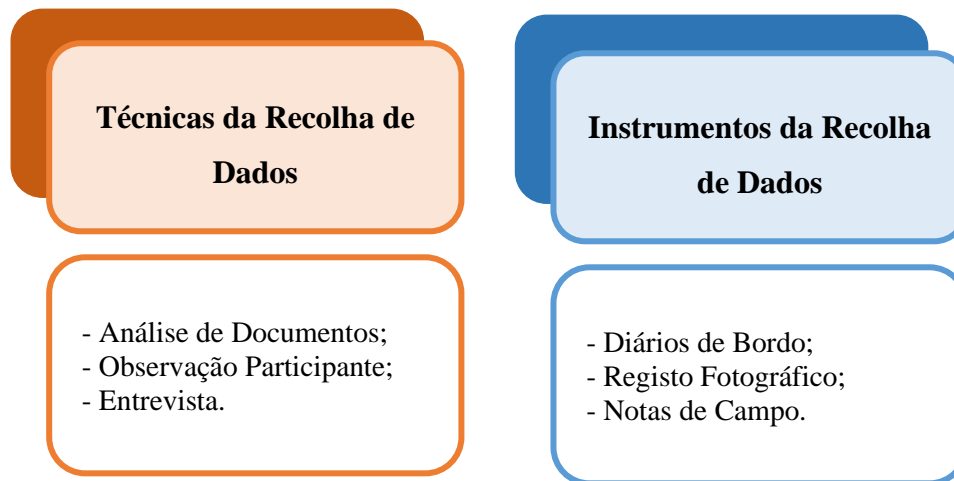 Técnicas da Recolha de
Dados
- Análise de Documentos;
- Observação Participante;
- Entrevista.
Instrumentos da Recolha
de Dados
- Diários de Bordo;
- Registo Fotográfico;
- Notas de Campo.